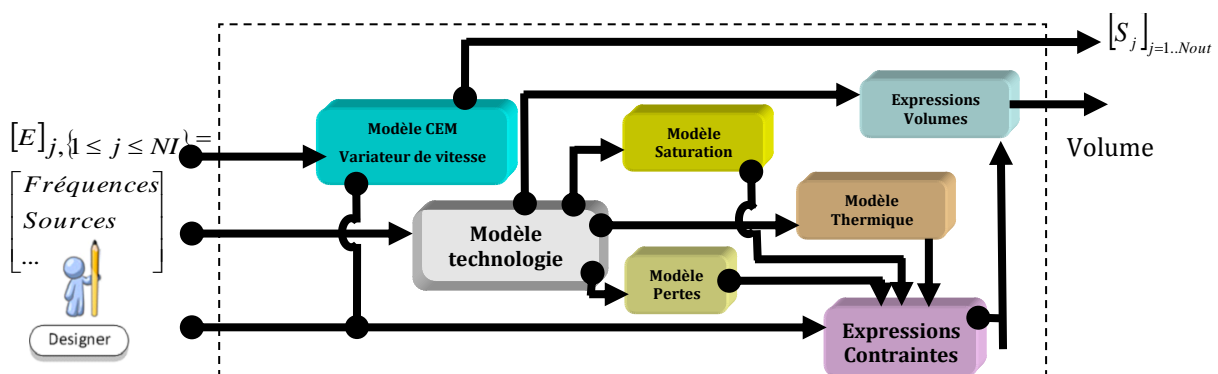 [S_j]_{j=1..Nout}
Expressions
Volumes
Volume
Modèle CEM
Variateur de vitesse
Modèle
Saturation
[E]_{j,{1 ≤ j ≤ NI}} =
Fréquences
Sources
...
Modèle
technologie
Modèle
Thermique
Modèle
Pertes
Designer
Expressions
Contraintes